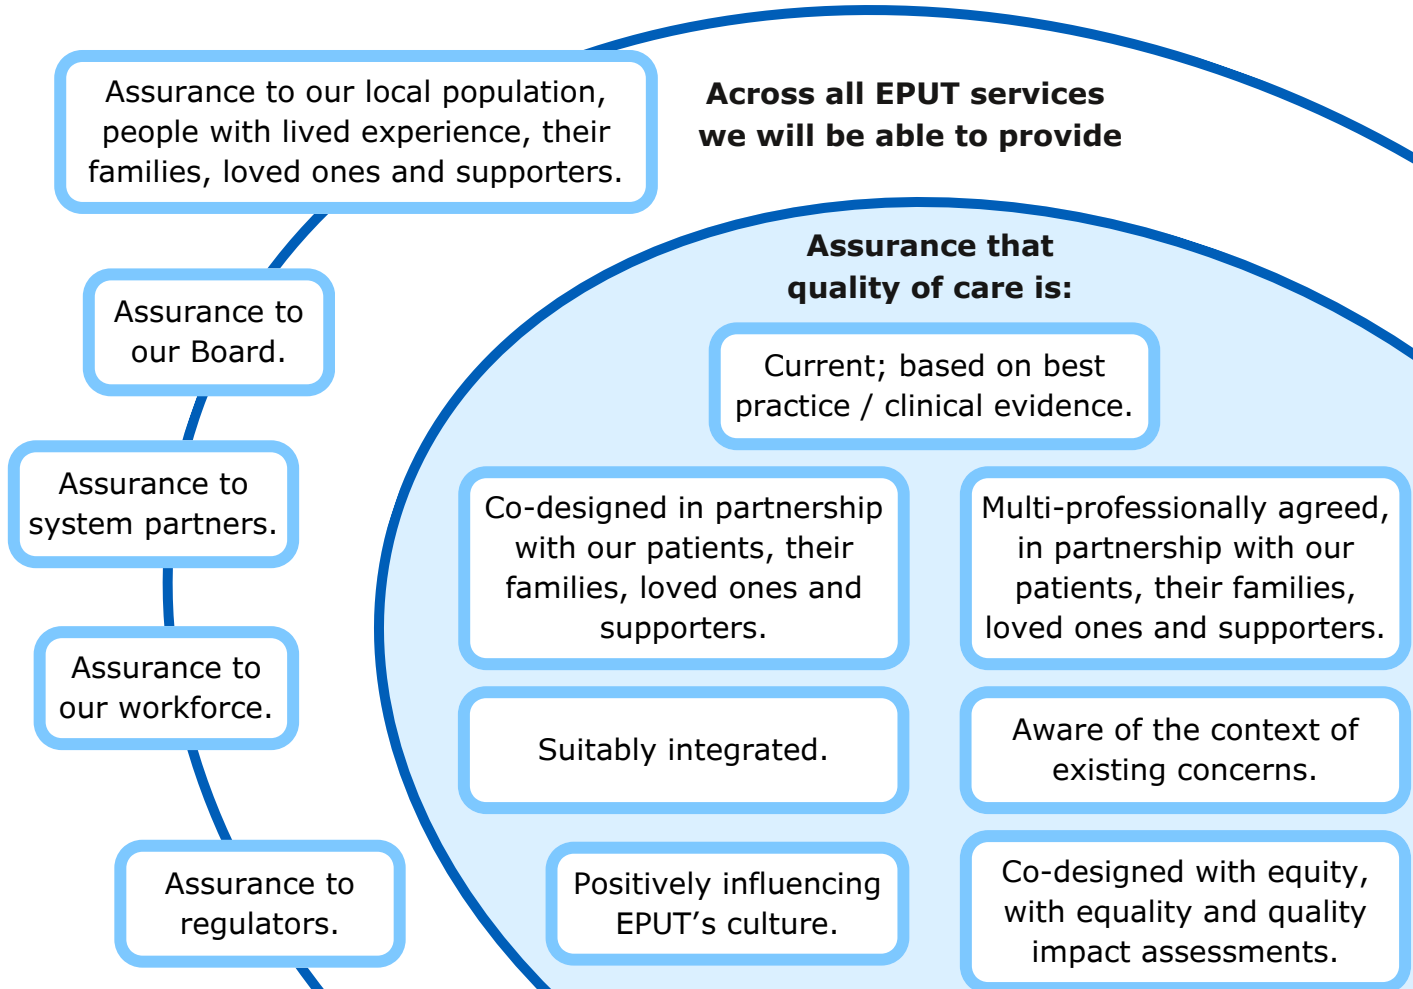 Assurance to our local population,
people with lived experience, their
families, loved ones and supporters.
Across all EPUT services
we will be able to provide
Assurance to
our Board.
Assurance to
system partners.
Assurance to
our workforce.
Assurance to
regulators.
Assurance that
quality of care is:
Current; based on best
practice / clinical evidence.
Co-designed in partnership
with our patients, their
families, loved ones and
supporters.
Multi-professionally agreed,
in partnership with our
patients, their families,
loved ones and supporters.
Suitably integrated.
Aware of the context of
existing concerns.
Positively influencing
EPUT’s culture.
Co-designed with equity,
with equality and quality
impact assessments.